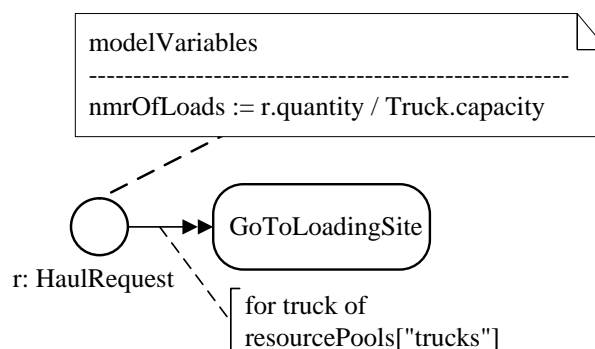 modelVariables
-----------------------------------------------------
nmrOfLoads := r.quantity / Truck.capacity
GoToLoadingSite
r: HaulRequest
for truck of
resourcePools["trucks"]